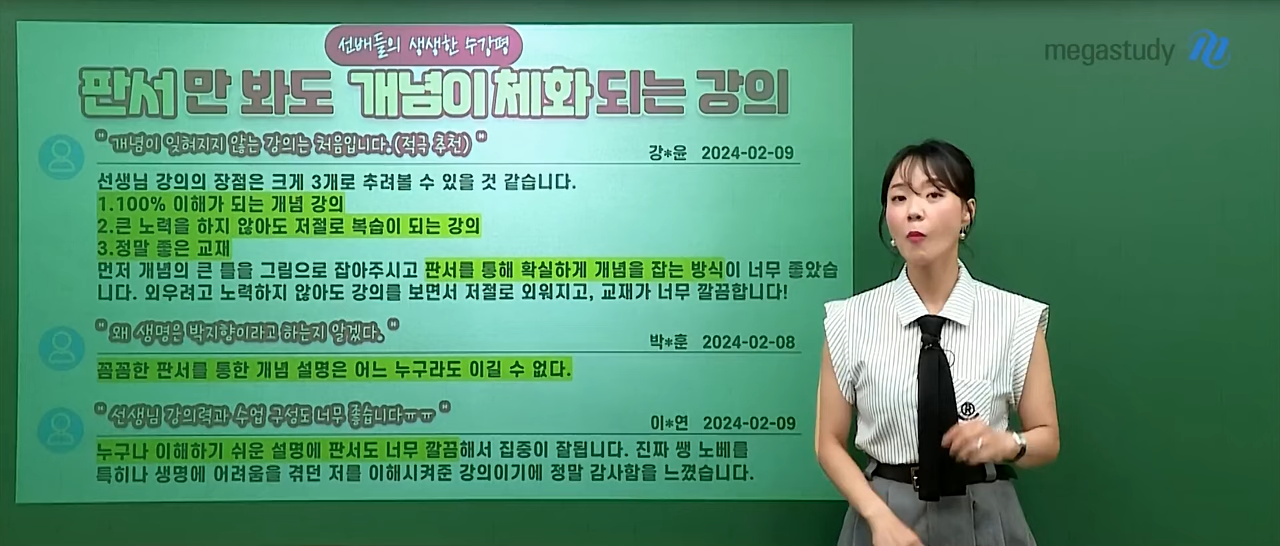 선배들의 생생한 수강평
megastudy
판서만 봐도 개념이 체화되는 강의
" 개념이 잊혀지지 않는 강의는 처음입니다.(적극 추천) "
강*윤 2024-02-09
선생님 강의의 장점은 크게 3개로 추려볼 수 있을 것 같습니다.
1.100% 이해가 되는 개념 강의
2.큰 노력을 하지 않아도 저절로 복습이 되는 강의
3.정말 좋은 교재
먼저 개념의 큰 틀을 그림으로 잡아주시고 판서를 통해 확실하게 개념을 잡는 방식이 너무 좋았습
니다. 외우려고 노력하지 않아도 강의를 보면서 저절로 외워지고, 교재가 너무 깔끔합니다!
" 왜 생명은 박지향이라고 하는지 알겠다. "
박*훈 2024-02-08
꼼꼼한 판서를 통한 개념 설명은 어느 누구라도 이길 수 없다.
" 선생님 강의력과 수업 구성도 너무 좋습니다ㅠㅠ "
이*연 2024-02-09
누구나 이해하기 쉬운 설명에 판서도 너무 깔끔해서 집중이 잘됩니다. 진짜 쌩 노베를
특히나 생명에 어려움을 겪던 저를 이해시켜준 강의이기에 정말 감사함을 느꼈습니다.